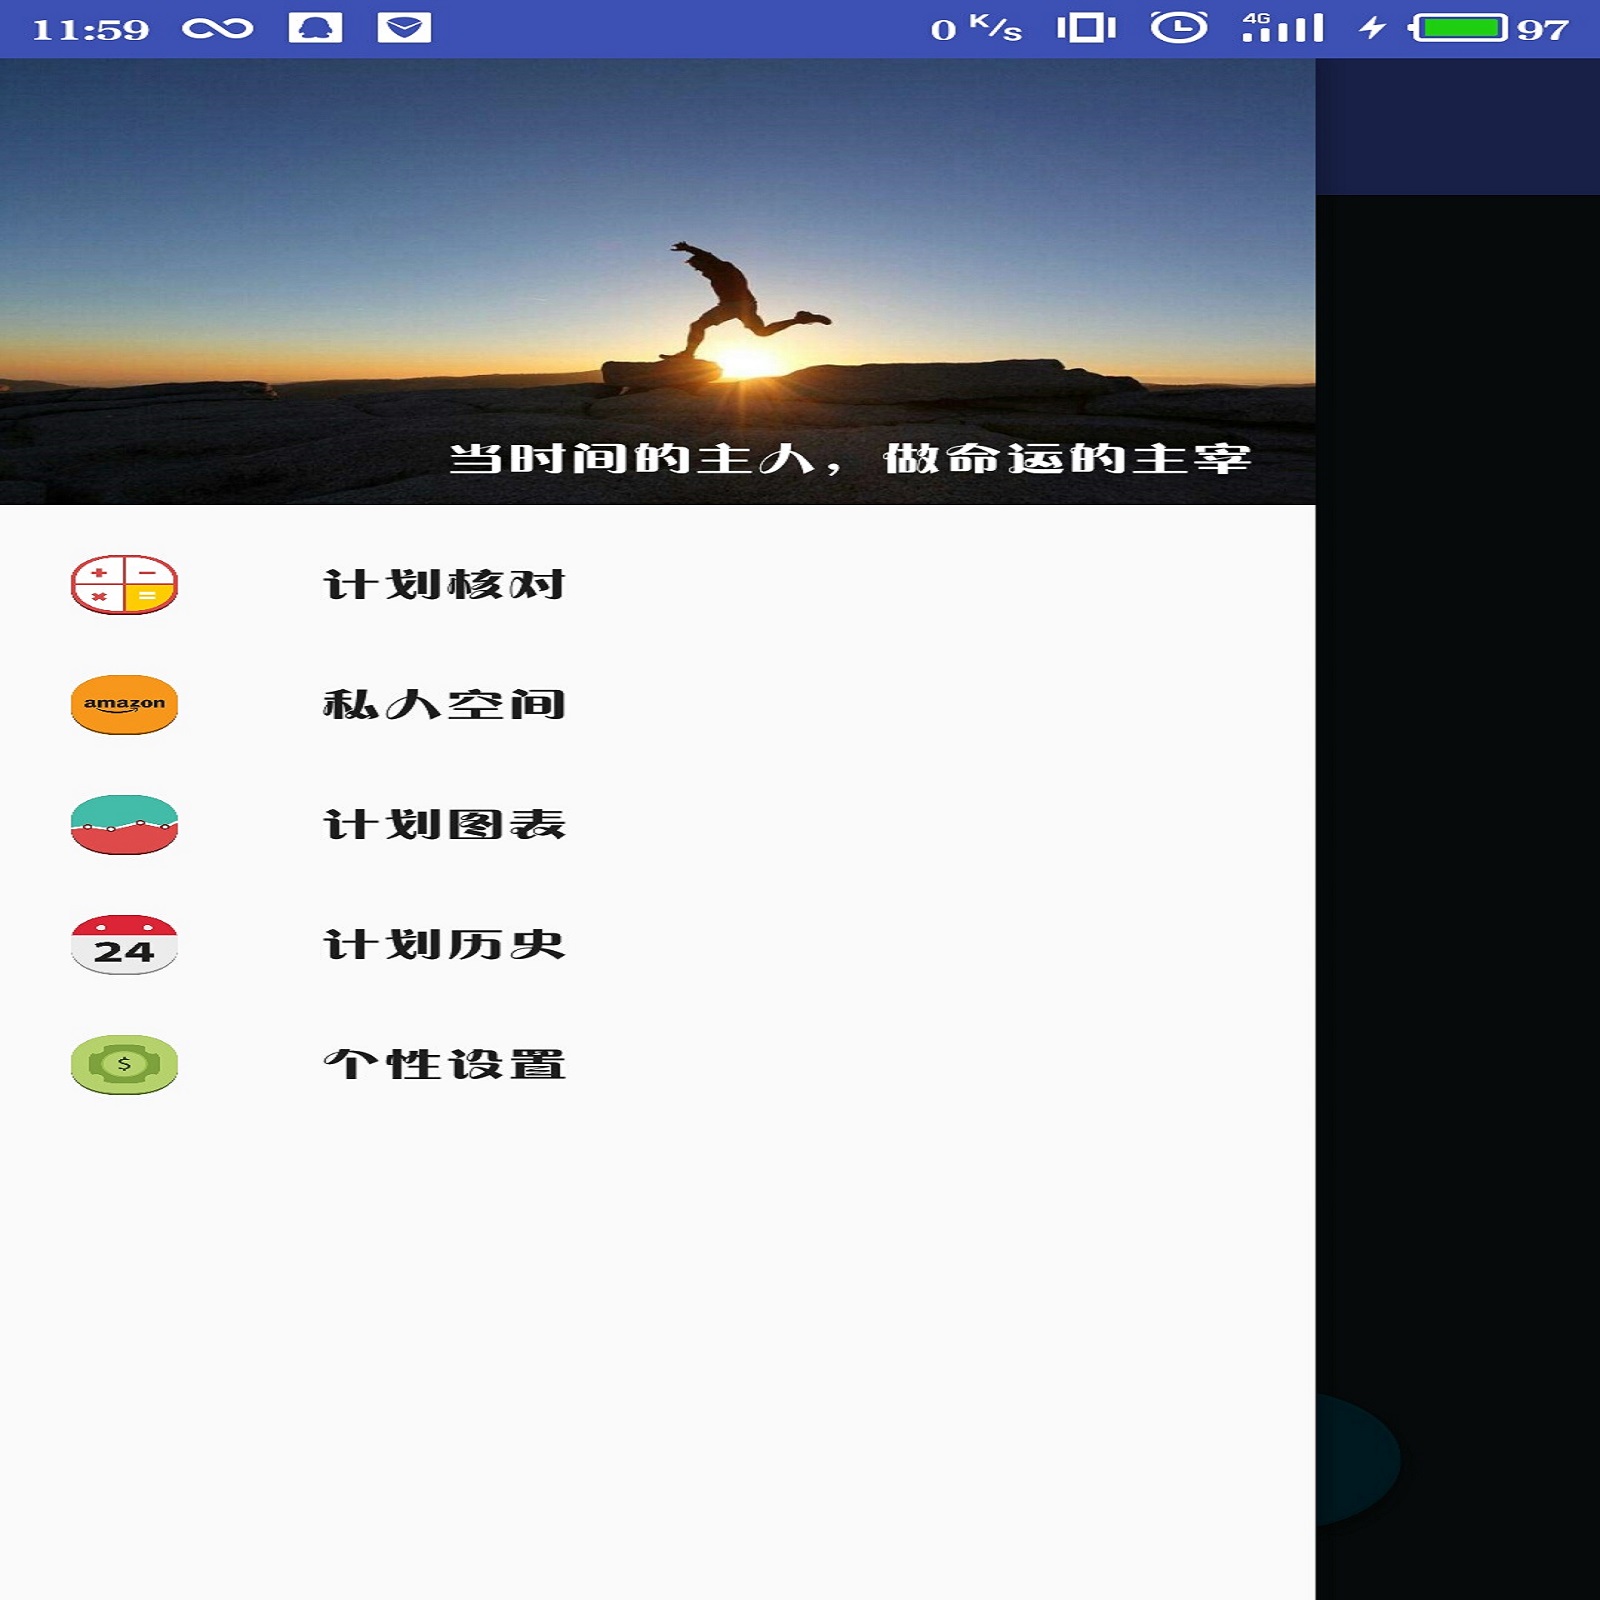 11:59 0 K/s 4G 97
当时间的主人，做命运的主宰
计划核对
amazon
私人空间
计划图表
24
计划历史
$
个性设置